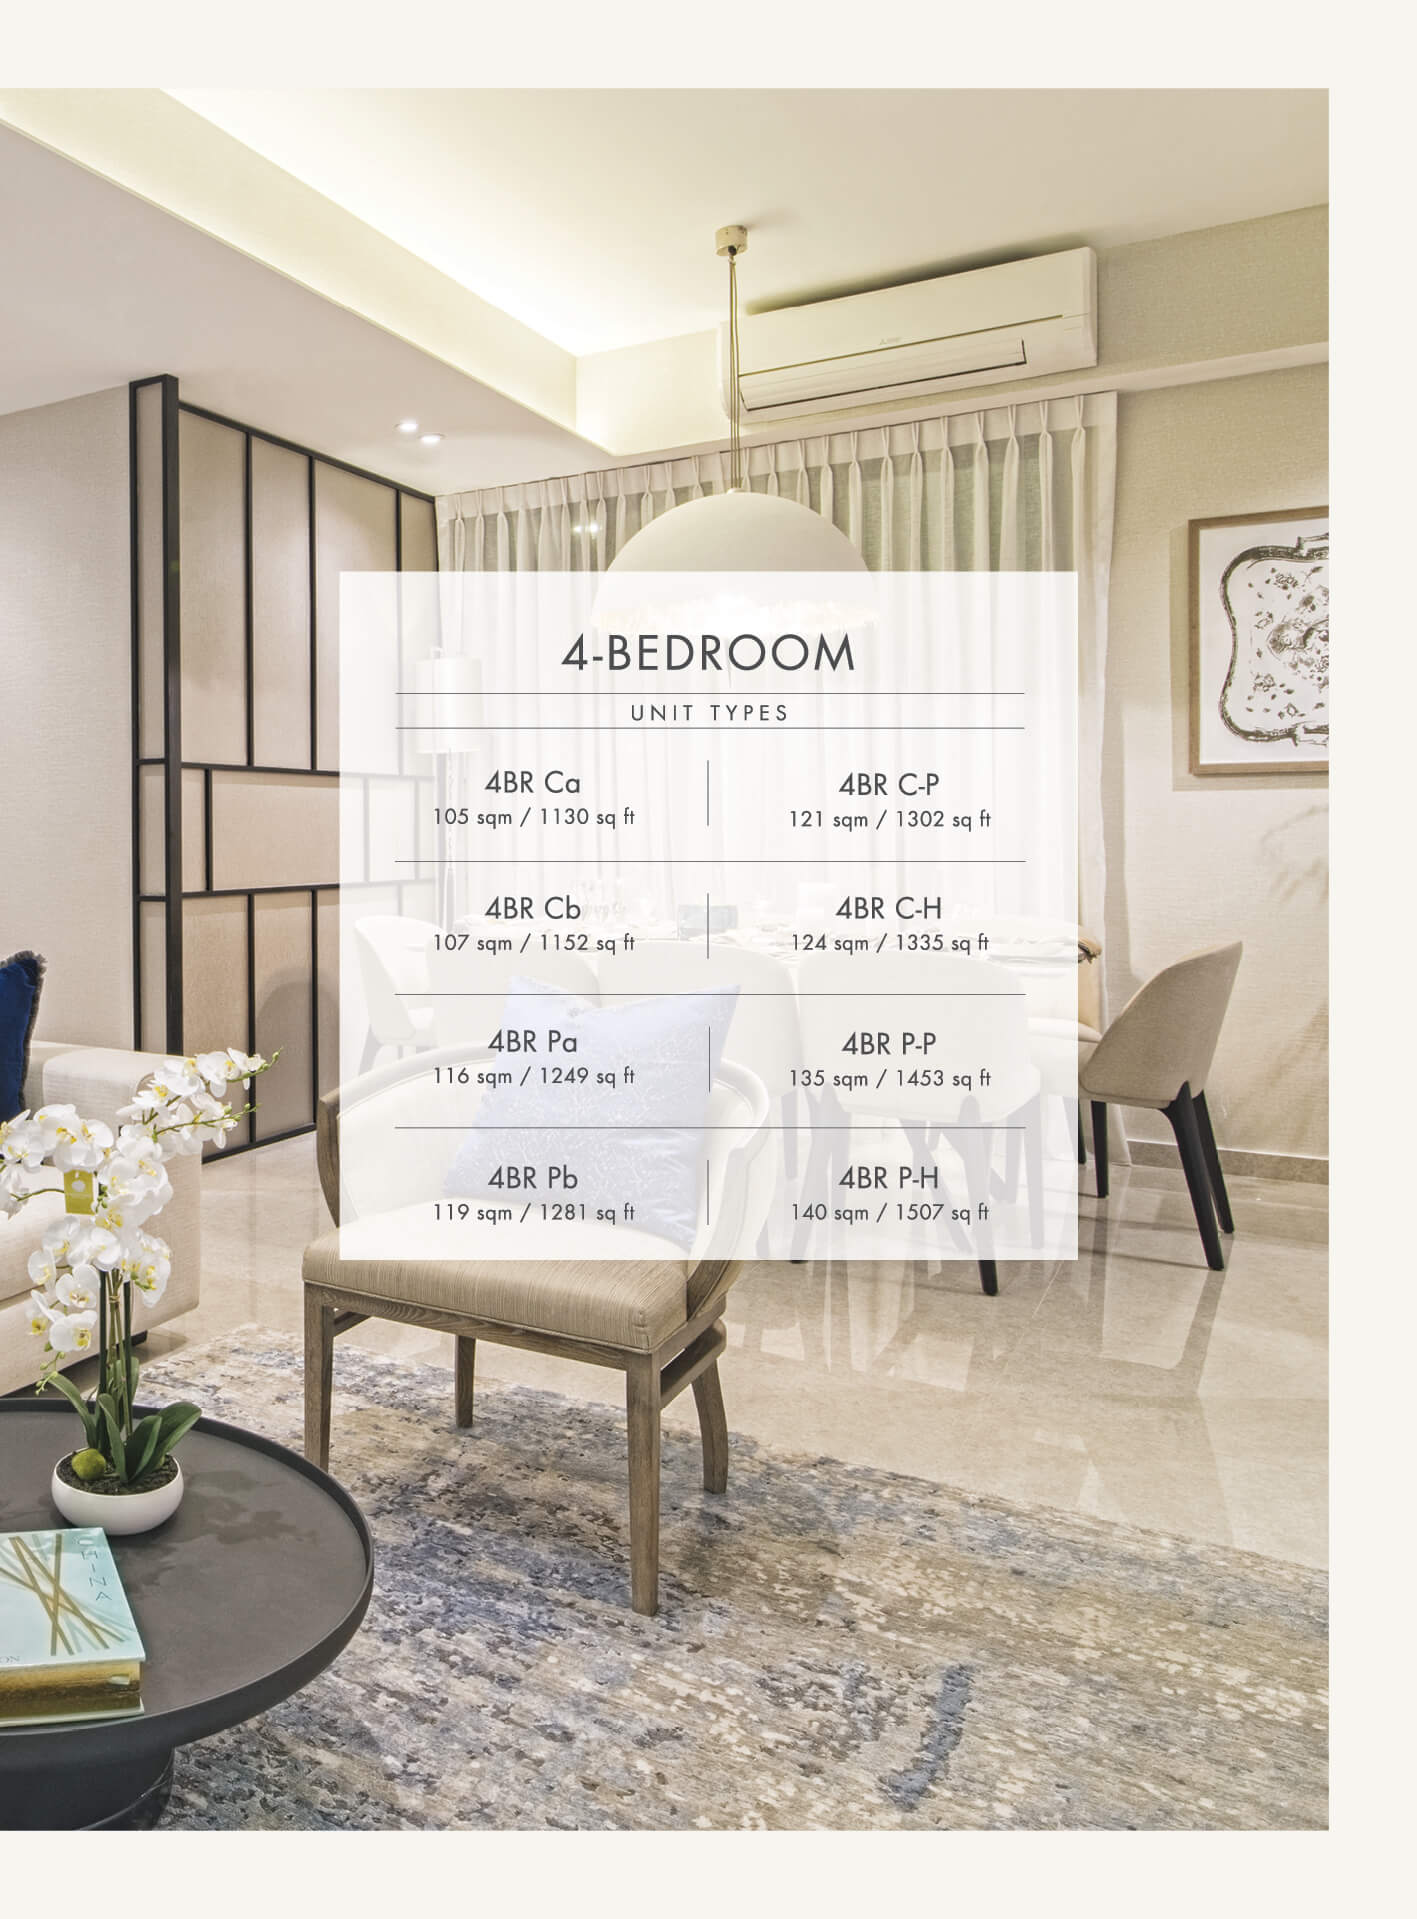 4-BEDROOM
UNIT TYPES
4BR Ca
105 sqm / 1130 sq ft
4BR C-P
121 sqm / 1302 sq ft
4BR Cb
107 sqm / 1152 sq ft
4BR C-H
124 sqm / 1335 sq ft
4BR Pa
116 sqm / 1249 sq ft
4BR P-P
135 sqm / 1453 sq ft
4BR Pb
119 sqm / 1281 sq ft
4BR P-H
140 sqm / 1507 sq ft
CHINA